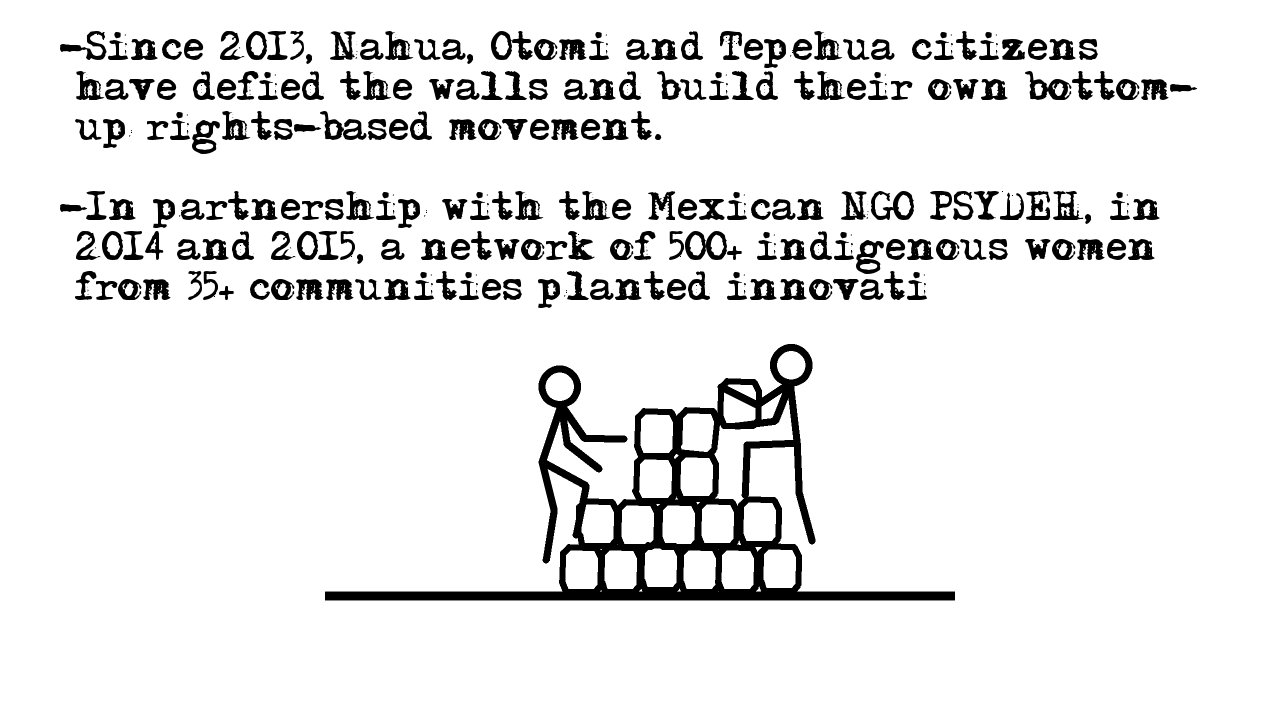 -Since 2013, Nahua, Otomi and Tepehua citizens
have defied the walls and build their own bottom-
up rights-based movement.
-In partnership with the Mexican NGO PSYDEH, in
2014 and 2015, a network of 500+ indigenous women
from 35+ communities planted innovati